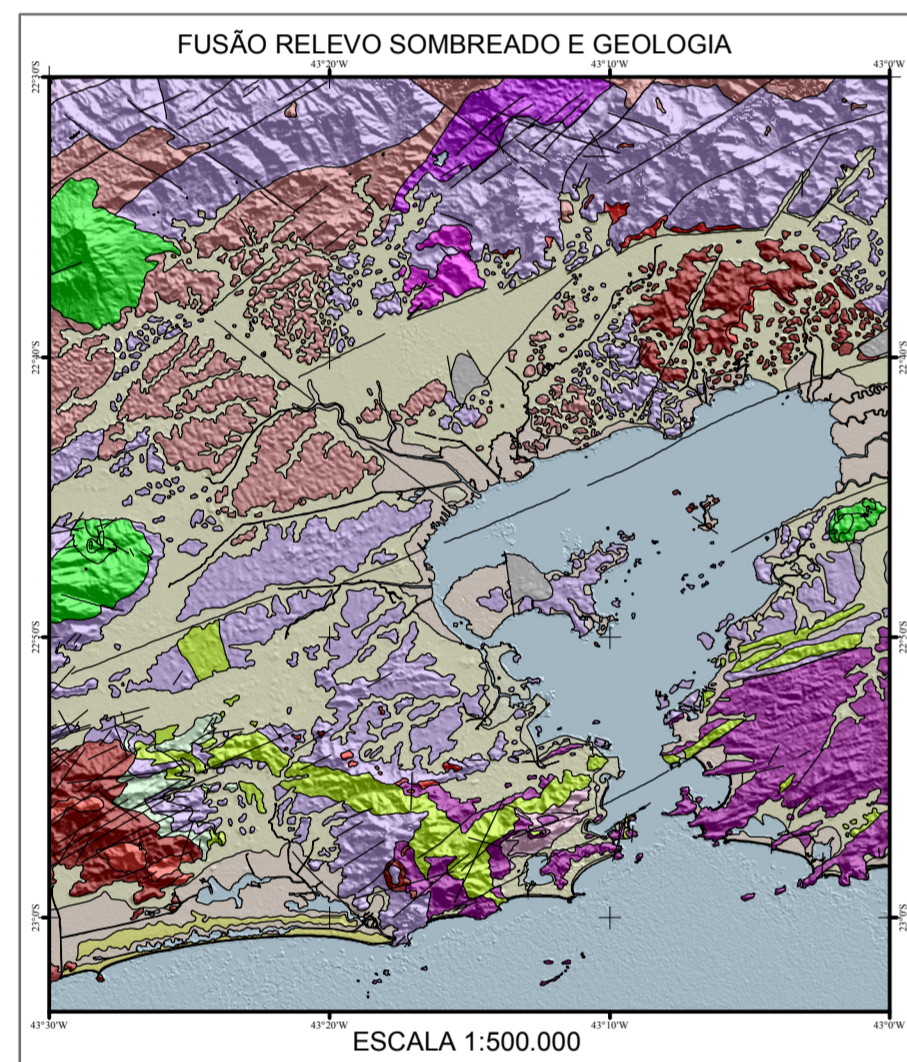 FUSÃO RELEVO SOMBREADO E GEOLOGIA
43°20'W 43°10'W 43°0'W
22°30'S
22°40'S 22°40'S
22°50'S 22°50'S
23°0'S 23°0'S
43°30'W 43°20'W 43°10'W 43°0'W
ESCALA 1:500.000